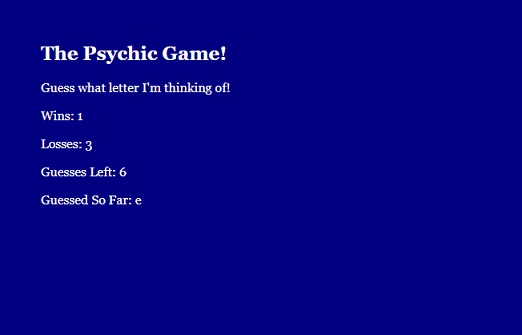 The Psychic Game!
Guess what letter I'm thinking of!
Wins: 1
Losses: 3
Guesses Left: 6
Guessed So Far: e